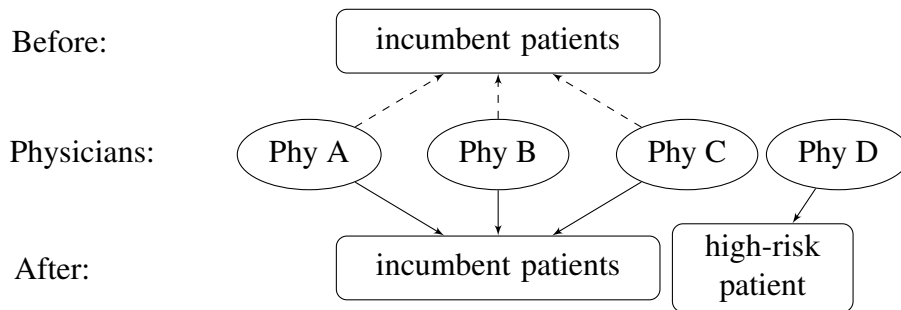 Before:
incumbent patients
Physicians:
Phy A
Phy B
Phy C
Phy D
After:
incumbent patients
high-risk
patient